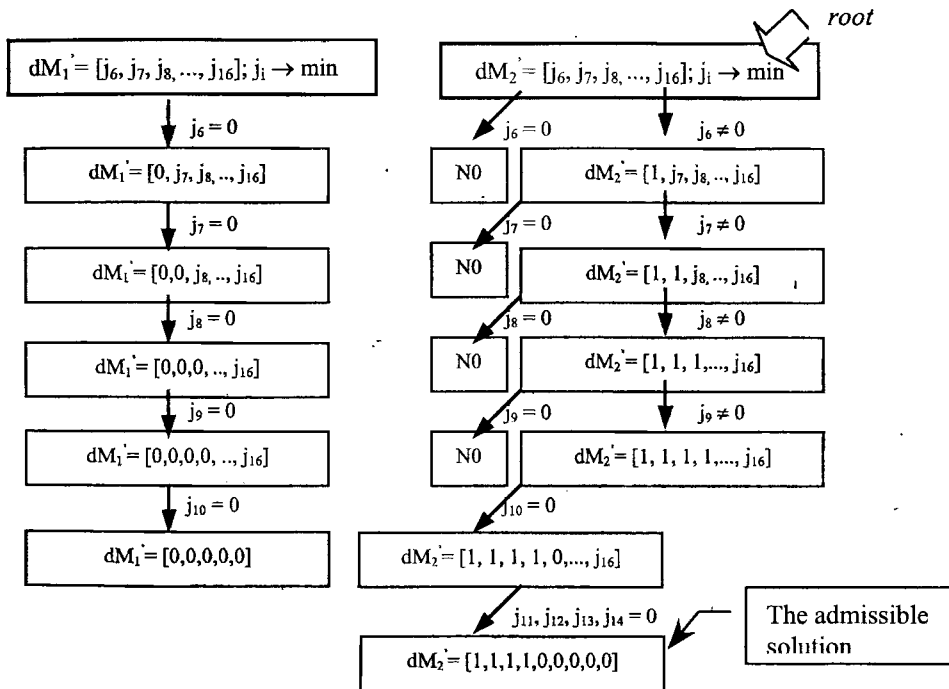 root
dM₁' = [j₆, j₇, j₈, ..., j₁₆]; jᵢ → min
dM₂' = [j₆, j₇, j₈, ..., j₁₆]; jᵢ → min
j₆ = 0
j₆ = 0
j₆ ≠ 0
dM₁' = [0, j₇, j₈, .., j₁₆]
N0
dM₂' = [1, j₇, j₈, .., j₁₆]
j₇ = 0
j₇ = 0
j₇ ≠ 0
dM₁' = [0,0, j₈, .., j₁₆]
N0
dM₂' = [1, 1, j₈, .., j₁₆]
j₈ = 0
j₈ = 0
j₈ ≠ 0
dM₁' = [0,0,0, .., j₁₆]
N0
dM₂' = [1, 1, 1,..., j₁₆]
j₉ = 0
j₉ = 0
j₉ ≠ 0
dM₁' = [0,0,0,0, .., j₁₆]
N0
dM₂' = [1, 1, 1, 1,..., j₁₆]
j₁₀ = 0
j₁₀ = 0
dM₁' = [0,0,0,0,0]
dM₂' = [1, 1, 1, 1, 0,..., j₁₆]
j₁₁, j₁₂, j₁₃, j₁₄ = 0
The admissible
solution
dM₂' = [1,1,1,1,0,0,0,0,0]